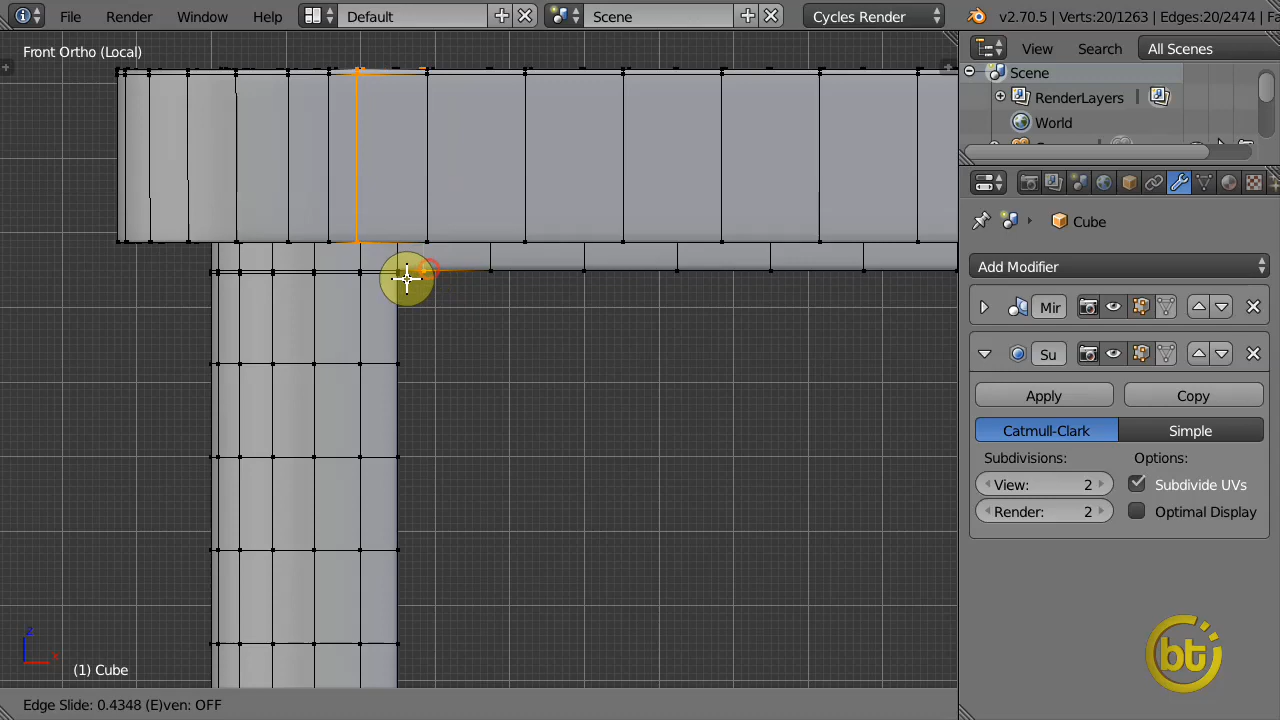 File Render Window Help Default Scene Cycles Render v2.70.5 | Verts:20/1263 | Edges:20/2474 | Fa
Front Ortho (Local)
View Search All Scenes
Scene
RenderLayers
World
Cube
Add Modifier
Mir
Su
Apply Copy
Catmull-Clark Simple
Subdivisions: Options:
View: 2 Subdivide UVs
Render: 2 Optimal Display
z
x
(1) Cube
bt
Edge Slide: 0.4348 (E)ven: OFF